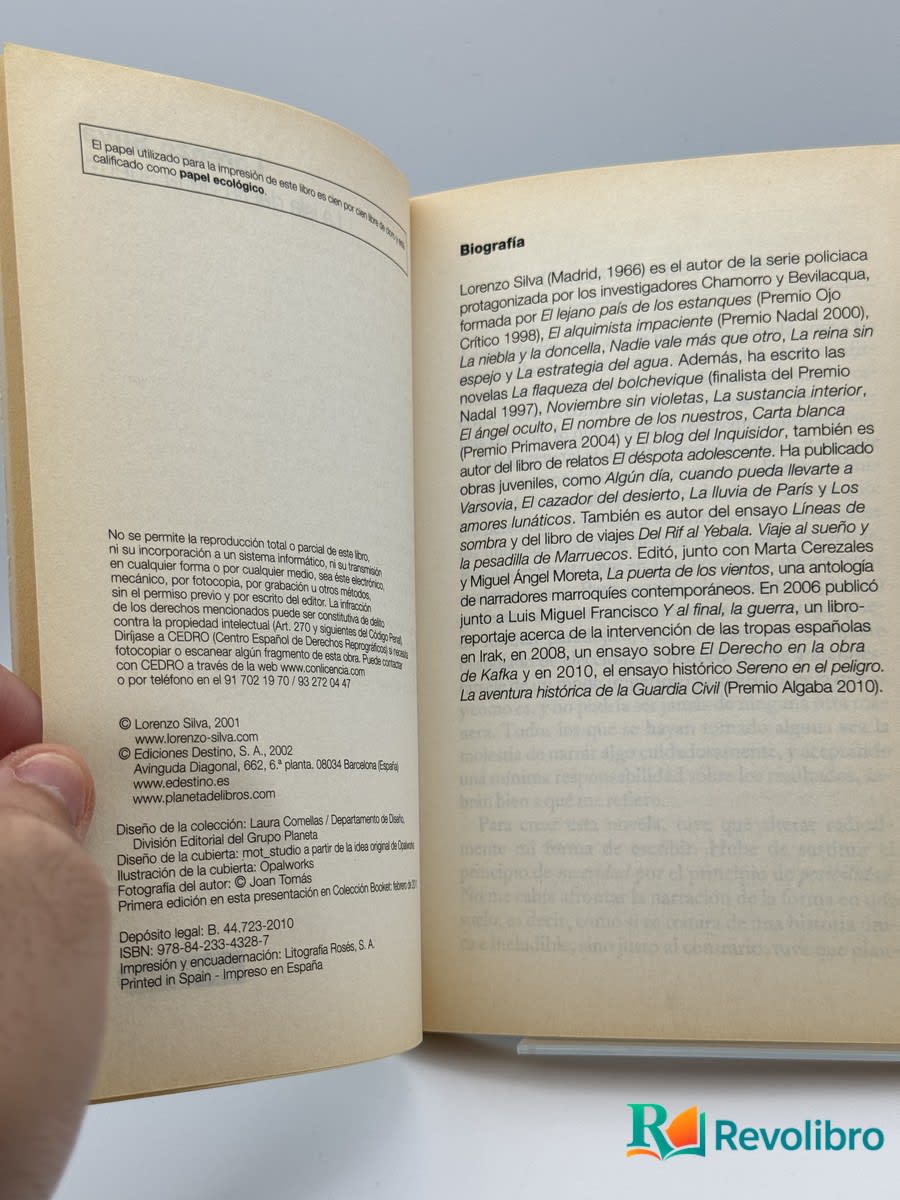 El papel utilizado para la impresión de este libro es cien por cien libre de cloro y está
calificado como papel ecológico.
No se permite la reproducción total o parcial de este libro,
ni su incorporación a un sistema informático, ni su transmisión
en cualquier forma o por cualquier medio, sea éste electrónico,
mecánico, por fotocopia, por grabación u otros métodos,
sin el permiso previo y por escrito del editor. La infracción
de los derechos mencionados puede ser constitutiva de delito
contra la propiedad intelectual (Art. 270 y siguientes del Código Penal).
Diríjase a CEDRO (Centro Español de Derechos Reprográficos) si necesita
fotocopiar o escanear algún fragmento de esta obra. Puede contactar
con CEDRO a través de la web www.conlicencia.com
o por teléfono en el 91 702 19 70 / 93 272 04 47
© Lorenzo Silva, 2001
www.lorenzo-silva.com
© Ediciones Destino, S. A., 2002
Avinguda Diagonal, 662, 6.ª planta. 08034 Barcelona (España)
www.edestino.es
www.planetadelibros.com
Diseño de la colección: Laura Comellas / Departamento de Diseño,
División Editorial del Grupo Planeta
Diseño de la cubierta: mot_studio a partir de la idea original de Opalworks
Ilustración de la cubierta: Opalworks
Fotografía del autor: © Joan Tomás
Primera edición en esta presentación en Colección Booket: febrero de
Depósito legal: B. 44.723-2010
ISBN: 978-84-233-4328-7
Impresión y encuadernación: Litografía Rosés, S. A.
Printed in Spain - Impreso en España
Biografía
Lorenzo Silva (Madrid, 1966) es el autor de la serie policiaca
protagonizada por los investigadores Chamorro y Bevilacqua,
formada por El lejano país de los estanques (Premio Ojo
Crítico 1998), El alquimista impaciente (Premio Nadal 2000),
La niebla y la doncella, Nadie vale más que otro, La reina sin
espejo y La estrategia del agua. Además, ha escrito las
novelas La flaqueza del bolchevique (finalista del Premio
Nadal 1997), Noviembre sin violetas, La sustancia interior,
El ángel oculto, El nombre de los nuestros, Carta blanca
(Premio Primavera 2004) y El blog del Inquisidor, también es
autor del libro de relatos El déspota adolescente. Ha publicado
obras juveniles, como Algún día, cuando pueda llevarte a
Varsovia, El cazador del desierto, La lluvia de París y Los
amores lunáticos. También es autor del ensayo Líneas de
sombra y del libro de viajes Del Rif al Yebala. Viaje al sueño y
la pesadilla de Marruecos. Editó, junto con Marta Cerezales
y Miguel Ángel Moreta, La puerta de los vientos, una antología
de narradores marroquíes contemporáneos. En 2006 publicó
junto a Luis Miguel Francisco Y al final, la guerra, un libro-
reportaje acerca de la intervención de las tropas españolas
en Irak, en 2008, un ensayo sobre El Derecho en la obra
de Kafka y en 2010, el ensayo histórico Sereno en el peligro.
La aventura histórica de la Guardia Civil (Premio Algaba 2010).
Revolibro